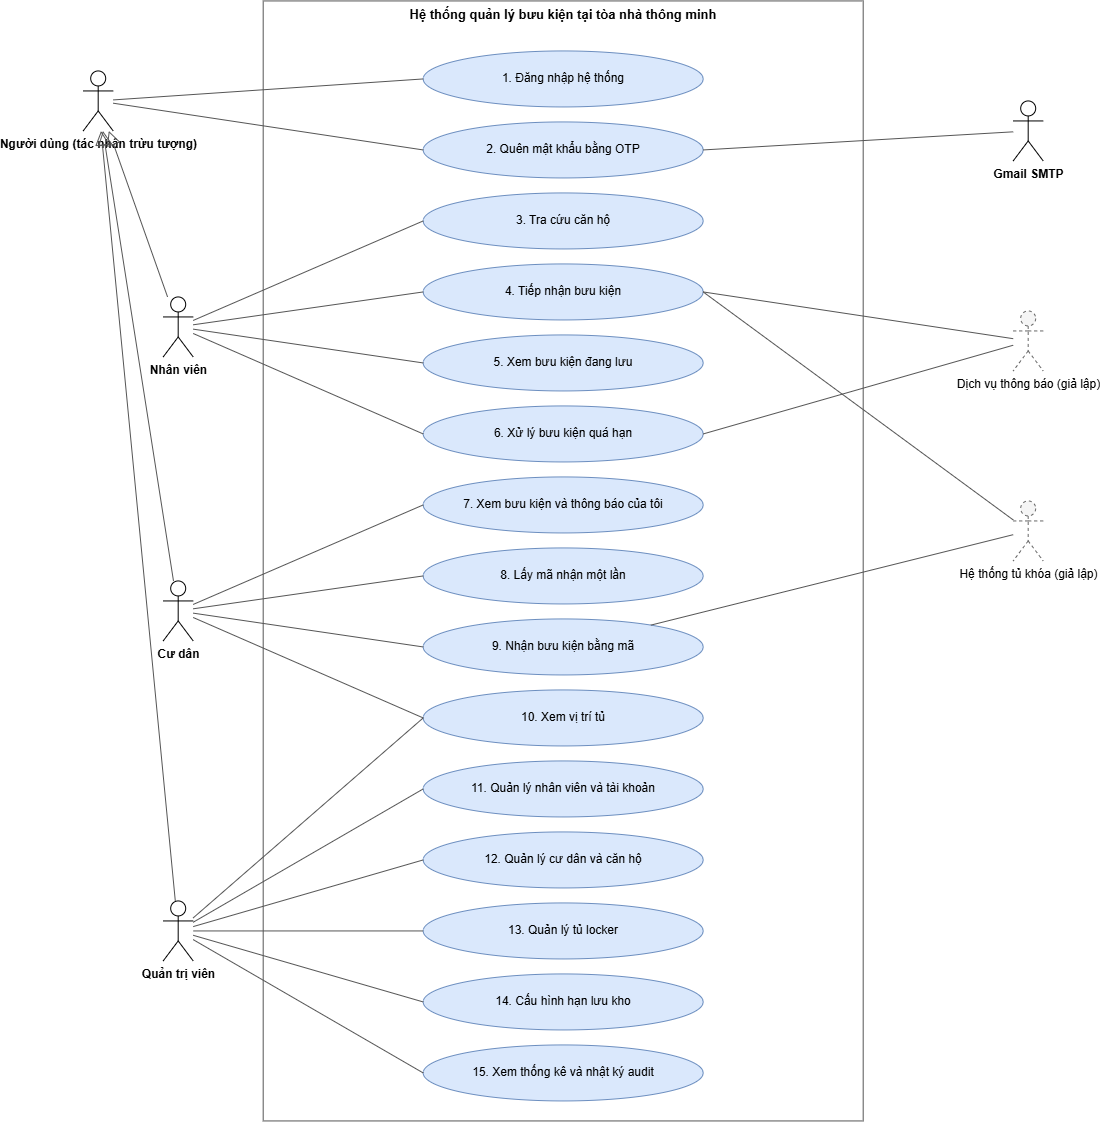 Hệ thống quản lý bưu kiện tại tòa nhà thông minh
1. Đăng nhập hệ thống
Người dùng (tác nhân trừu tượng)
2. Quên mật khẩu bằng OTP
Gmail SMTP
3. Tra cứu căn hộ
4. Tiếp nhận bưu kiện
Nhân viên
5. Xem bưu kiện đang lưu
Dịch vụ thông báo (giả lập)
6. Xử lý bưu kiện quá hạn
7. Xem bưu kiện và thông báo của tôi
8. Lấy mã nhận một lần
Hệ thống tủ khóa (giả lập)
9. Nhận bưu kiện bằng mã
Cư dân
10. Xem vị trí tủ
11. Quản lý nhân viên và tài khoản
12. Quản lý cư dân và căn hộ
13. Quản lý tủ locker
Quản trị viên
14. Cấu hình hạn lưu kho
15. Xem thống kê và nhật ký audit